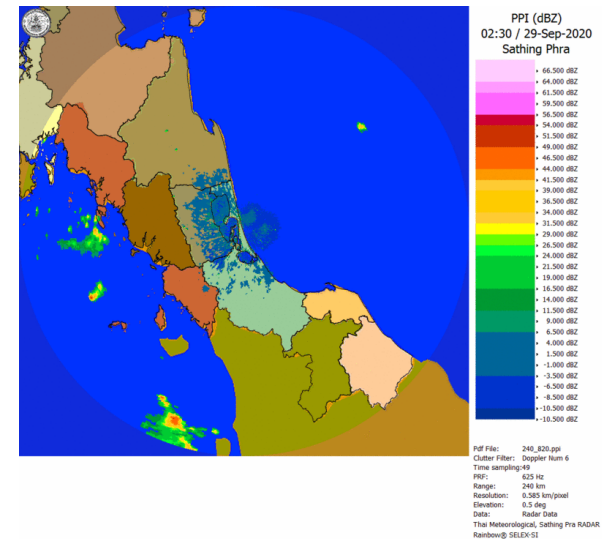 PPI (dBZ)
02:30 / 29-Sep-2020
Sathing Phra
66.500 dBZ
64.000 dBZ
61.500 dBZ
59.500 dBZ
56.500 dBZ
54.000 dBZ
51.500 dBZ
49.000 dBZ
46.500 dBZ
44.000 dBZ
41.500 dBZ
39.000 dBZ
36.500 dBZ
34.000 dBZ
31.500 dBZ
29.000 dBZ
26.500 dBZ
24.000 dBZ
21.500 dBZ
19.000 dBZ
16.500 dBZ
14.000 dBZ
11.500 dBZ
9.000 dBZ
6.500 dBZ
4.000 dBZ
1.500 dBZ
-1.000 dBZ
-3.500 dBZ
-6.000 dBZ
-8.500 dBZ
-10.500 dBZ
-10.500 dBZ
Pdf File: 240_820.ppi
Clutter Filter: Doppler Num 6
Time sampling:49
PRF: 625 Hz
Range: 240 km
Resolution: 0.585 km/pixel
Elevation: 0.5 deg
Data: Radar Data
Thai Meteorological, Sathing Pra RADAR
Rainbow® SELEX-SI